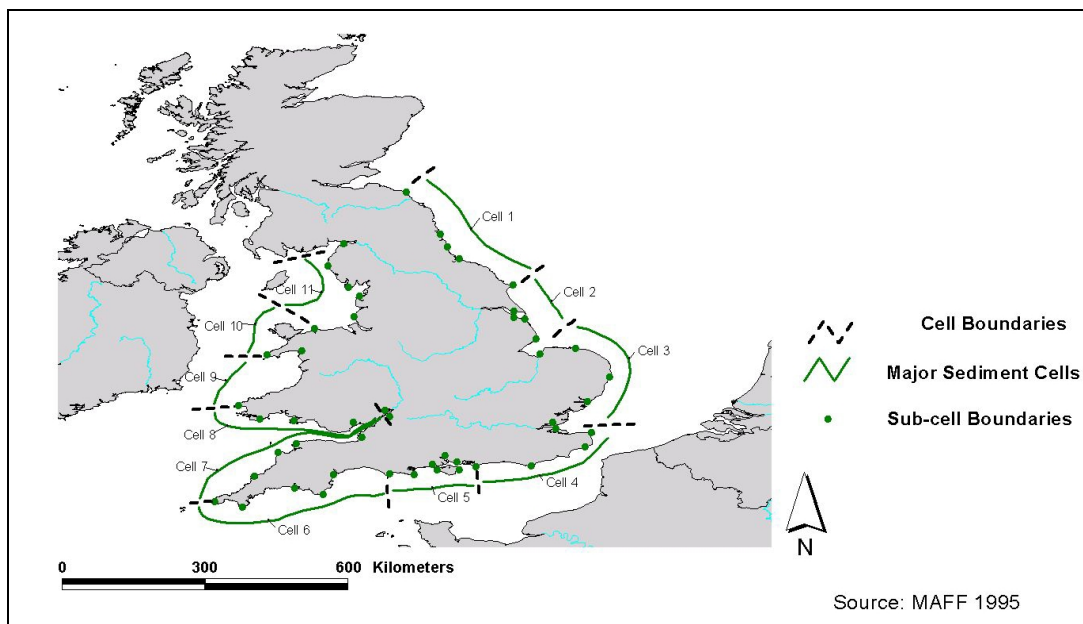 Cell 1
Cell 2
Cell 11
Cell 10
Cell 3
Cell 9
Cell 8
Cell 7
Cell 4
Cell 5
Cell 6
Cell Boundaries
Major Sediment Cells
Sub-cell Boundaries
0 300 600 Kilometers
N
Source: MAFF 1995